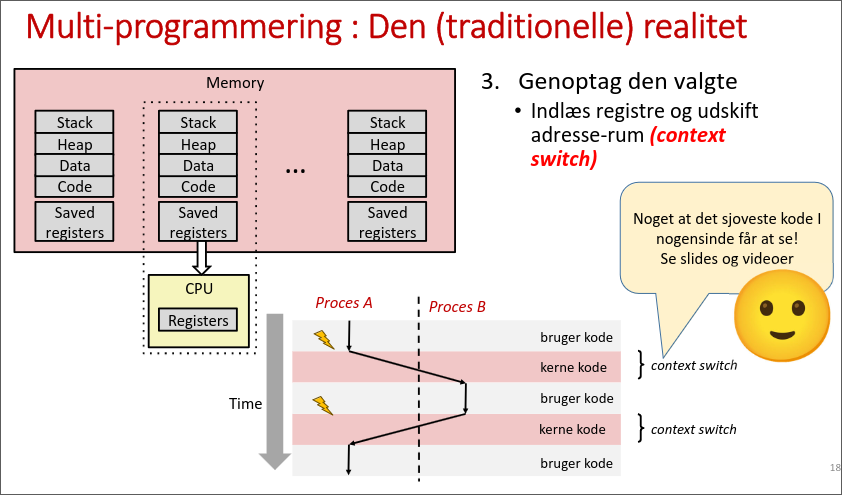 Multi-programmering : Den (traditionelle) realitet
Memory
Stack
Heap
Data
Code
Saved
registers
Stack
Heap
Data
Code
Saved
registers
...
Stack
Heap
Data
Code
Saved
registers
CPU
Registers
3. Genoptag den valgte
• Indlæs registre og udskift
adresse-rum (context
switch)
Noget at det sjoveste kode I
nogensinde får at se!
Se slides og videoer
Proces A
Proces B
Time
bruger kode
kerne kode
context switch
bruger kode
kerne kode
context switch
bruger kode
18